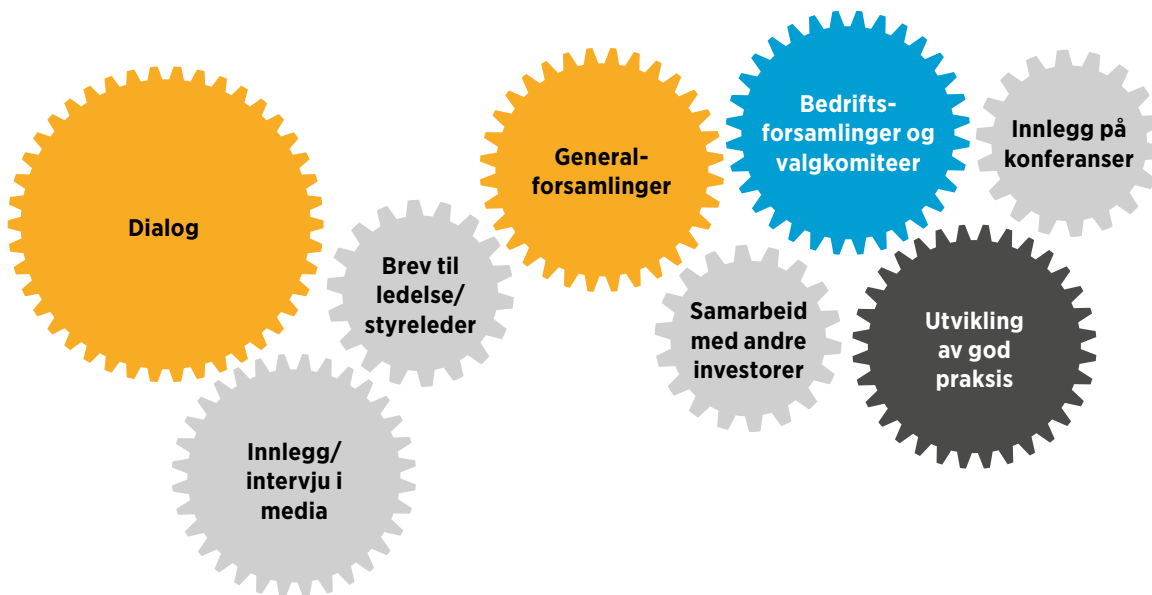 Dialog
Brev til
ledelse/
styreleder
Innlegg/
intervju i
media
General-
forsamlinger
Bedrifts-
forsamlinger og
valgkomiteer
Innlegg på
konferanser
Samarbeid
med andre
investorer
Utvikling
av god
praksis